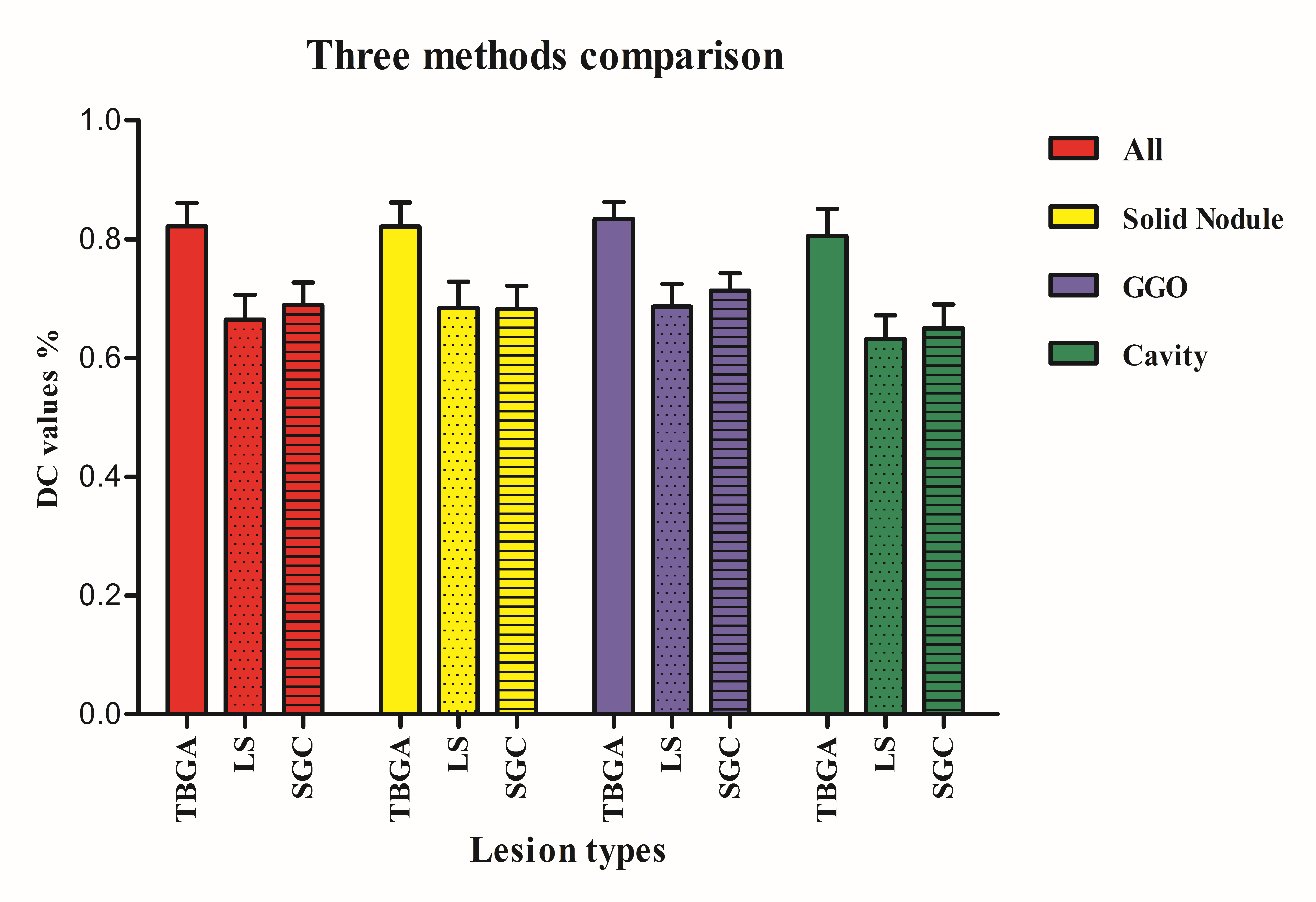 Three methods comparison
1.0
0.8
0.6
0.4
0.2
0.0
DC values %
TBGA
LS
SGC
TBGA
LS
SGC
TBGA
LS
SGC
TBGA
LS
SGC
Lesion types
All
Solid Nodule
GGO
Cavity